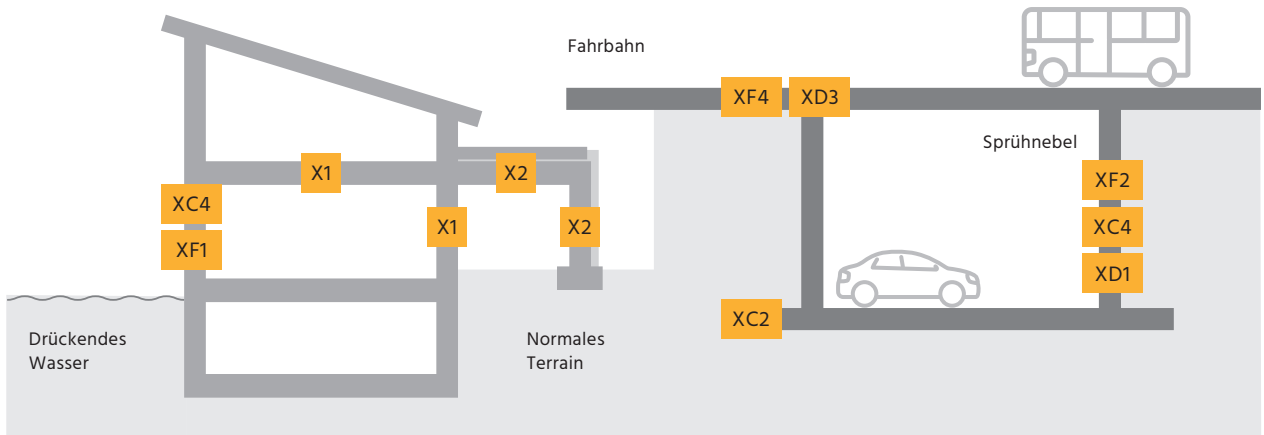 Fahrbahn
XF4
XD3
Sprühnebel
X1
X2
XF2
XC4
X1
X2
XC4
XF1
XD1
XC2
Drückendes
Wasser
Normales
Terrain